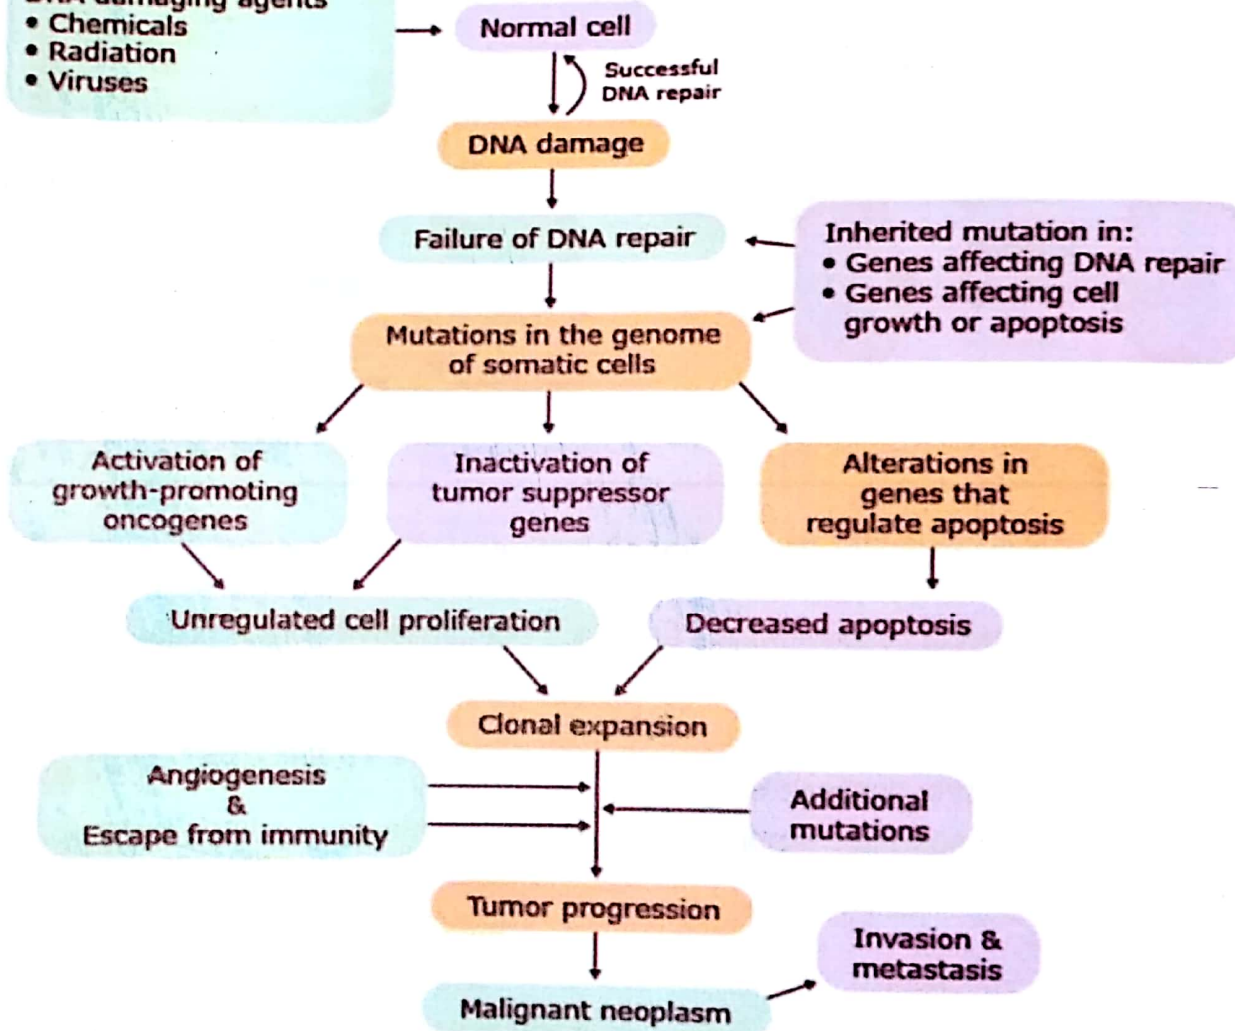 DNA damaging agents
• Chemicals
• Radiation
• Viruses
Normal cell
Successful
DNA repair
DNA damage
Failure of DNA repair
Inherited mutation in:
• Genes affecting DNA repair
• Genes affecting cell
growth or apoptosis
Mutations in the genome
of somatic cells
Activation of
growth-promoting
oncogenes
Inactivation of
tumor suppressor
genes
Alterations in
genes that
regulate apoptosis
Unregulated cell proliferation
Decreased apoptosis
Clonal expansion
Angiogenesis
&
Escape from immunity
Additional
mutations
Tumor progression
Invasion &
metastasis
Malignant neoplasm